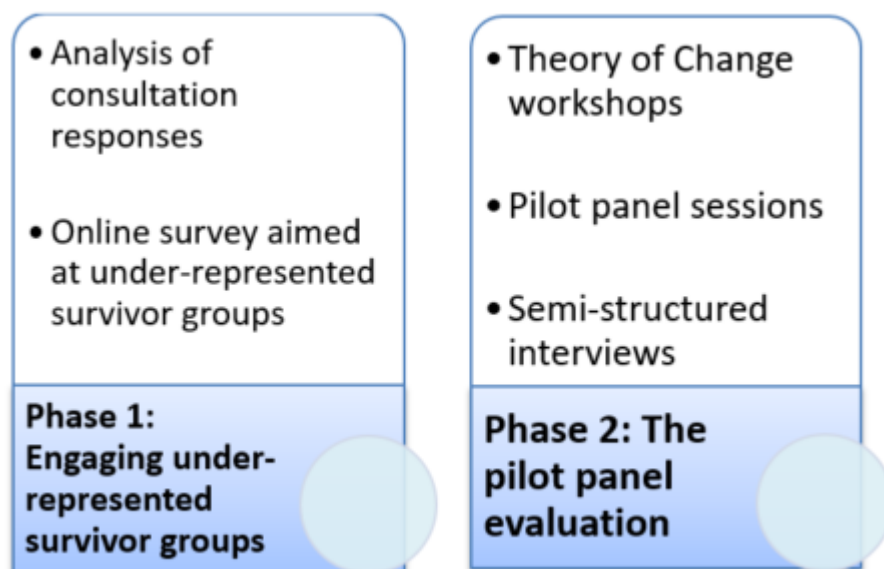 • Analysis of
consultation
responses
• Online survey aimed
at under-represented
survivor groups
Phase 1:
Engaging under-
represented
survivor groups
• Theory of Change
workshops
• Pilot panel sessions
• Semi-structured
interviews
Phase 2: The
pilot panel
evaluation